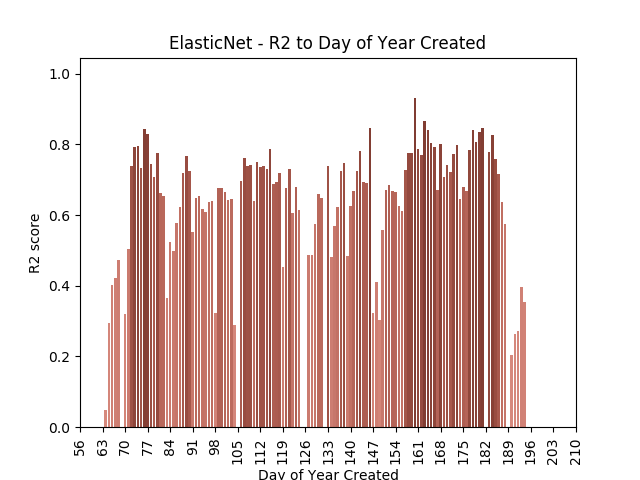 ElasticNet - R2 to Day of Year Created
R2 score
1.0
0.8
0.6
0.4
0.2
0.0
56 63 70 77 84 91 98 105 112 119 126 133 140 147 154 161 168 175 182 189 196 203 210
Day of Year Created